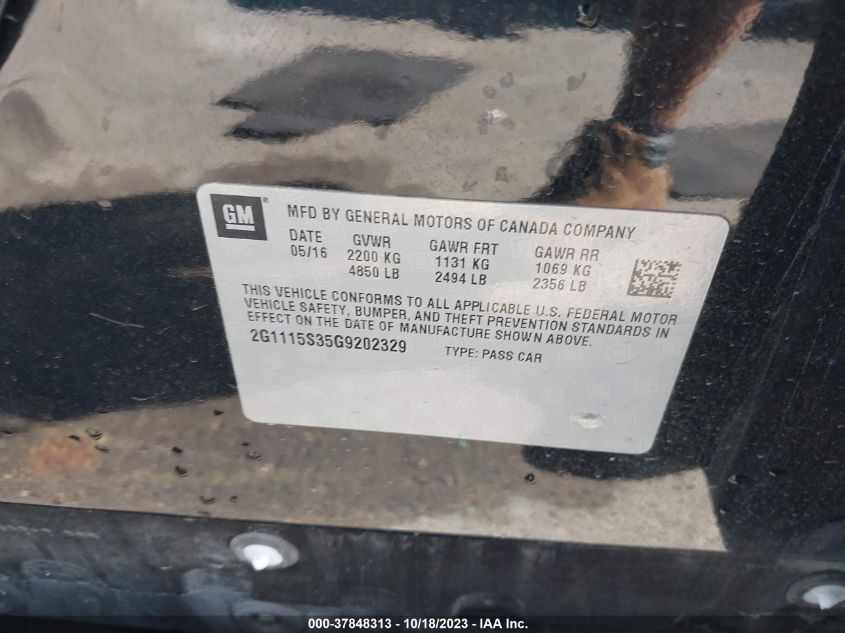 GM ®
MFD BY GENERAL MOTORS OF CANADA COMPANY
DATE GVWR GAWR FRT GAWR RR
05/16 2200 KG 1131 KG 1069 KG
4850 LB 2494 LB 2356 LB
THIS VEHICLE CONFORMS TO ALL APPLICABLE U.S. FEDERAL MOTOR
VEHICLE SAFETY, BUMPER, AND THEFT PREVENTION STANDARDS IN
EFFECT ON THE DATE OF MANUFACTURE SHOWN ABOVE.
2G1115S35G9202329 TYPE: PASS CAR
000-37848313 - 10/18/2023 - IAA Inc.